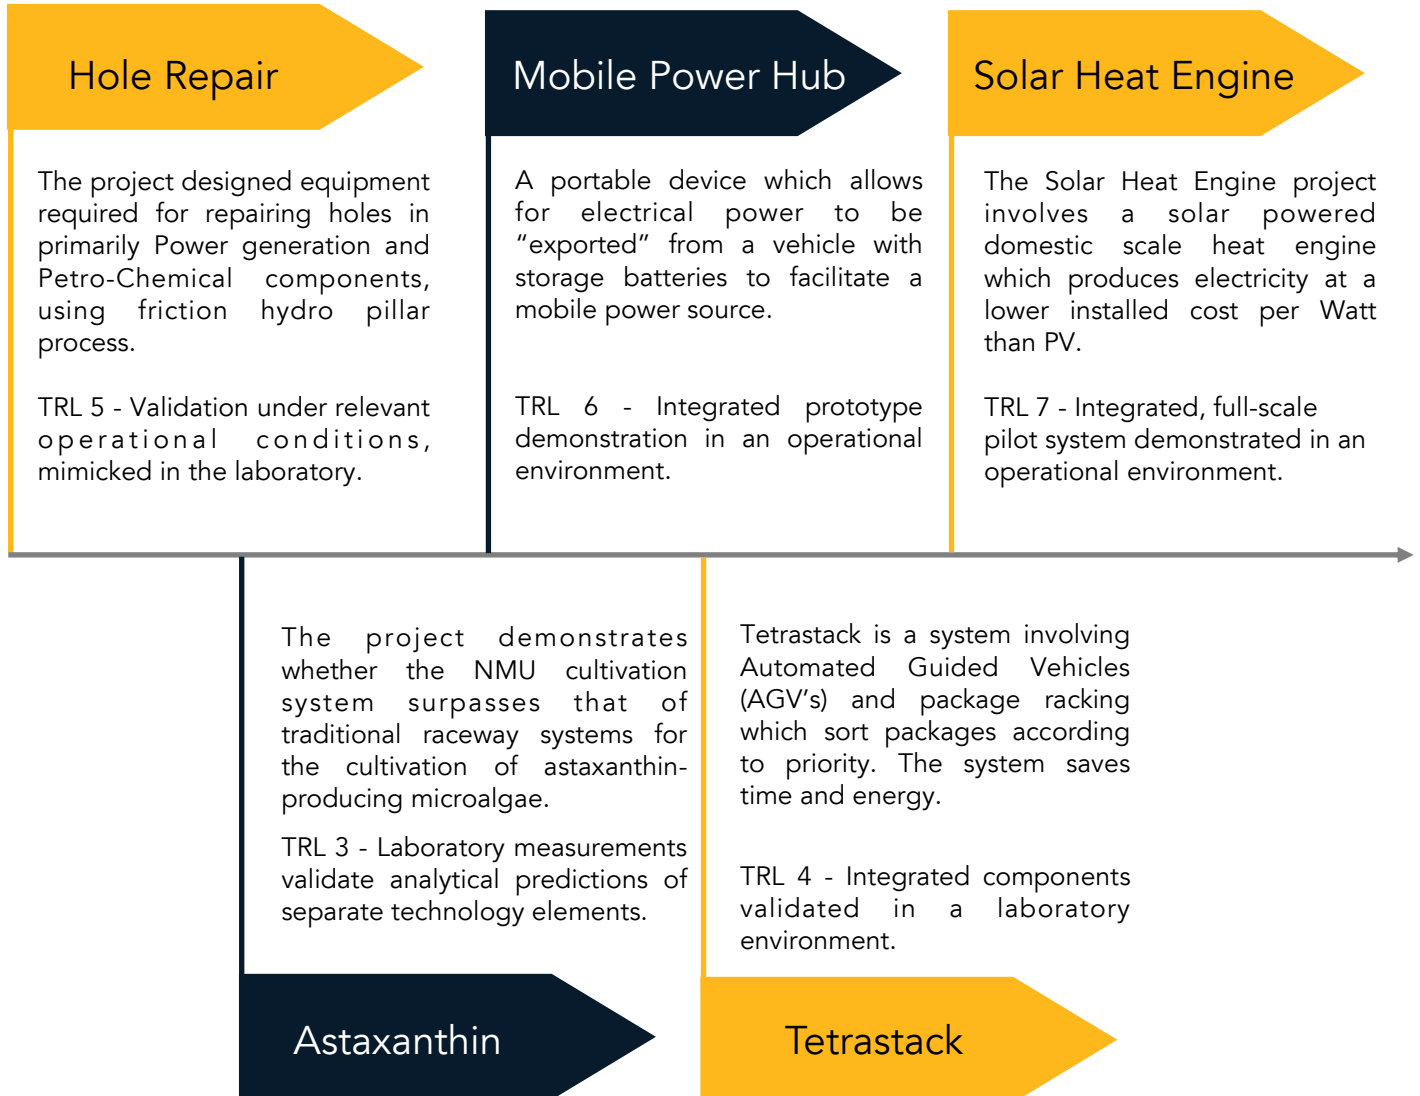 Hole Repair
The project designed equipment
required for repairing holes in
primarily Power generation and
Petro-Chemical components,
using friction hydro pillar
process.
TRL 5 - Validation under relevant
operational conditions,
mimicked in the laboratory.
Mobile Power Hub
A portable device which allows
for electrical power to be
“exported” from a vehicle with
storage batteries to facilitate a
mobile power source.
TRL 6 - Integrated prototype
demonstration in an operational
environment.
Solar Heat Engine
The Solar Heat Engine project
involves a solar powered
domestic scale heat engine
which produces electricity at a
lower installed cost per Watt
than PV.
TRL 7 - Integrated, full-scale
pilot system demonstrated in an
operational environment.
The project demonstrates
whether the NMU cultivation
system surpasses that of
traditional raceway systems for
the cultivation of astaxanthin-
producing microalgae.
TRL 3 - Laboratory measurements
validate analytical predictions of
separate technology elements.
Astaxanthin
Tetrastack is a system involving
Automated Guided Vehicles
(AGV’s) and package racking
which sort packages according
to priority. The system saves
time and energy.
TRL 4 - Integrated components
validated in a laboratory
environment.
Tetrastack